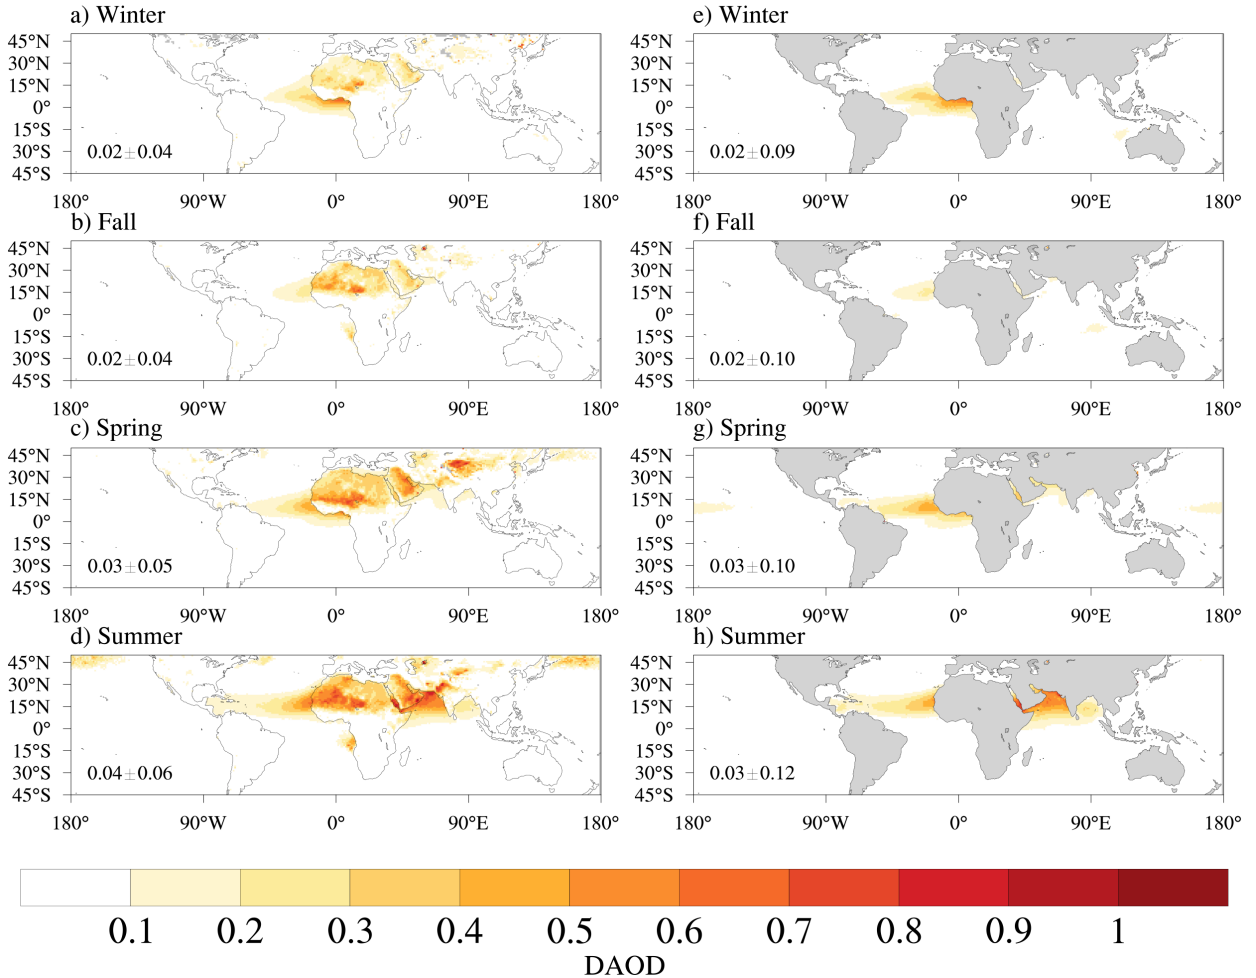 a) Winter
45°N
30°N
15°N
0°
15°S
30°S
45°S
0.02±0.04
180° 90°W 0° 90°E 180°
b) Fall
45°N
30°N
15°N
0°
15°S
30°S
45°S
0.02±0.04
180° 90°W 0° 90°E 180°
c) Spring
45°N
30°N
15°N
0°
15°S
30°S
45°S
0.03±0.05
180° 90°W 0° 90°E 180°
d) Summer
45°N
30°N
15°N
0°
15°S
30°S
45°S
0.04±0.06
180° 90°W 0° 90°E 180°
e) Winter
45°N
30°N
15°N
0°
15°S
30°S
45°S
0.02±0.09
180° 90°W 0° 90°E 180°
f) Fall
45°N
30°N
15°N
0°
15°S
30°S
45°S
0.02±0.10
180° 90°W 0° 90°E 180°
g) Spring
45°N
30°N
15°N
0°
15°S
30°S
45°S
0.03±0.10
180° 90°W 0° 90°E 180°
h) Summer
45°N
30°N
15°N
0°
15°S
30°S
45°S
0.03±0.12
180° 90°W 0° 90°E 180°
0.1 0.2 0.3 0.4 0.5 0.6 0.7 0.8 0.9 1
DAOD